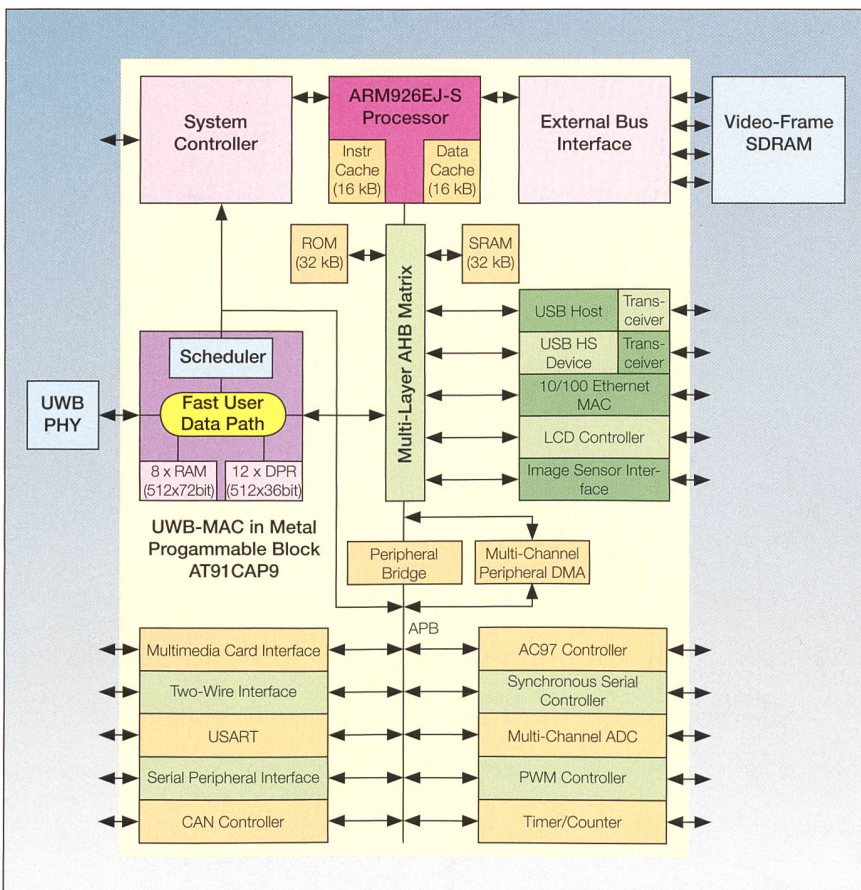 System
Controller
ARM926EJ-S
Processor
Instr
Cache
(16 kB)
Data
Cache
(16 kB)
External Bus
Interface
Video-Frame
SDRAM
ROM
(32 kB)
SRAM
(32 kB)
Multi-Layer AHB Matrix
USB Host
Trans-
ceiver
USB HS
Device
Trans-
ceiver
10/100 Ethernet
MAC
LCD Controller
Image Sensor Inter-
face
UWB
PHY
Scheduler
Fast User
Data Path
8 x RAM
(512x72bit)
12 x DPR
(512x36bit)
UWB-MAC in Metal
Progammable Block
AT91CAP9
Peripheral
Bridge
Multi-Channel
Peripheral DMA
APB
Multimedia Card Interface
Two-Wire Interface
USART
Serial Peripheral Interface
CAN Controller
AC97 Controller
Synchronous Serial
Controller
Multi-Channel ADC
PWM Controller
Timer/Counter